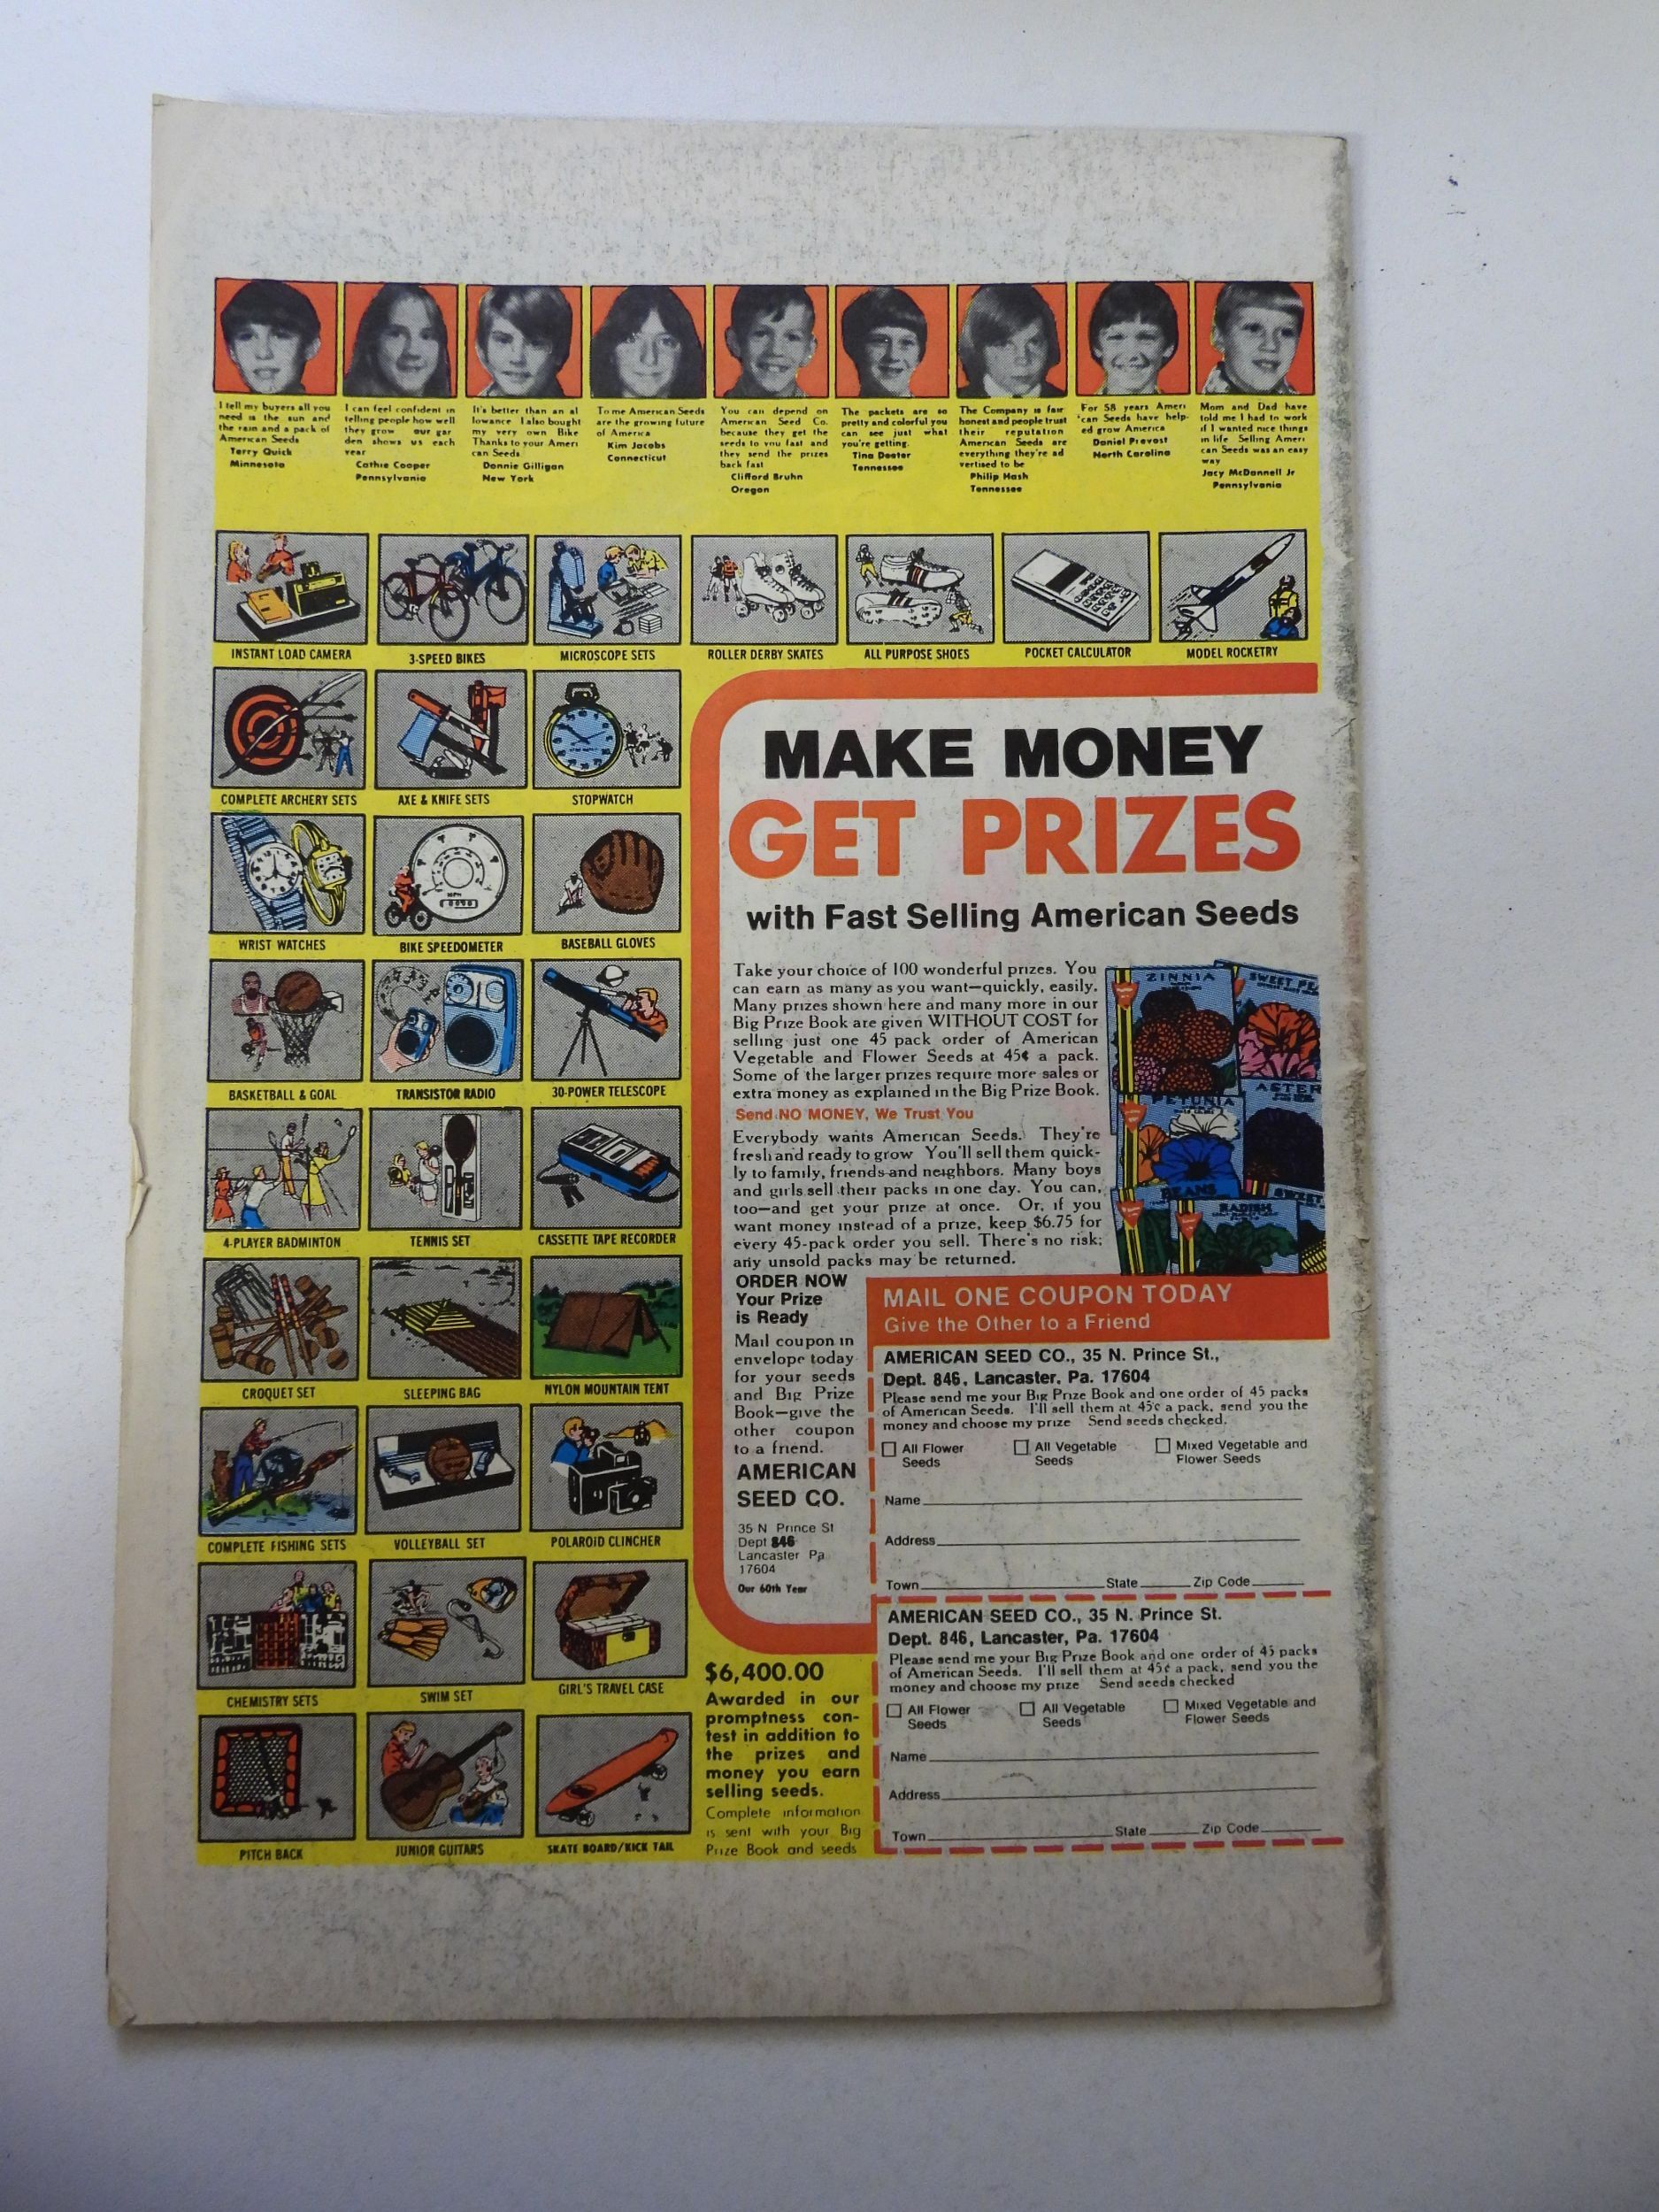 I tell my buyers all you
need is the sun and
the rain and a pack of
American Seeds
Terry Quick
Minnesota
I can feel confident in
telling people how well
they grow our gar
den shows us each
year
Cathie Cooper
Pennsylvania
It's better than an al
lowance I also bought
my very own Bike
Thanks to your Ameri
can Seeds
Donnie Gilligan
New York
To me American Seeds
are the growing future
of America
Kim Jacobs
Connecticut
You can depend on
American Seed Co.
because they get the
seeds to you fast and
they send the prizes
back fast
Clifford Bruhn
Oregon
The packets are so
pretty and colorful you
can see just what
you're getting.
Tina Deeter
Tennessee
The Company is fair
honest and people trust
their reputation
American Seeds are
everything they're ad
vertised to be
Philip Hash
Tennessee
For 58 years Ameri
can Seeds have help-
ed grow America
Daniel Prevost
North Carolina
Mom and Dad have
told me I had to work
if I wanted nice things
in life Selling Ameri
can Seeds was an easy
way
Jacy McDonnell Jr
Pennsylvania
INSTANT LOAD CAMERA
3-SPEED BIKES
MICROSCOPE SETS
ROLLER DERBY SKATES
ALL PURPOSE SHOES
POCKET CALCULATOR
MODEL ROCKETRY
COMPLETE ARCHERY SETS
AXE & KNIFE SETS
STOPWATCH
WRIST WATCHES
MPH
BIKE SPEEDOMETER
BASEBALL GLOVES
BASKETBALL & GOAL
TRANSISTOR RADIO
30-POWER TELESCOPE
4-PLAYER BADMINTON
TENNIS SET
CASSETTE TAPE RECORDER
CROQUET SET
SLEEPING BAG
NYLON MOUNTAIN TENT
COMPLETE FISHING SETS
VOLLEYBALL SET
POLAROID CLINCHER
CHEMISTRY SETS
SWIM SET
GIRL'S TRAVEL CASE
PITCH BACK
JUNIOR GUITARS
SKATE BOARD/KICK TAIL
MAKE MONEY
GET PRIZES
with Fast Selling American Seeds
Take your choice of 100 wonderful prizes. You
can earn as many as you want—quickly, easily.
Many prizes shown here and many more in our
Big Prize Book are given WITHOUT COST for
selling just one 45 pack order of American
Vegetable and Flower Seeds at 45¢ a pack.
Some of the larger prizes require more sales or
extra money as explained in the Big Prize Book.
Send NO MONEY, We Trust You
Everybody wants American Seeds. They're
fresh and ready to grow You'll sell them quick-
ly to family, friends and neighbors. Many boys
and girls sell their packs in one day. You can,
too—and get your prize at once. Or, if you
want money instead of a prize, keep $6.75 for
every 45-pack order you sell. There's no risk;
any unsold packs may be returned.
ZINNIA
SWEET PE
ASTER
PETUNIA
BEANS
RADISH
SWEET
ORDER NOW
Your Prize
is Ready
Mail coupon in
envelope today
for your seeds
and Big Prize
Book—give the
other coupon
to a friend.
AMERICAN
SEED CO.
35 N Prince St
Dept 846
Lancaster Pa
17604
Our 60th Year
MAIL ONE COUPON TODAY
Give the Other to a Friend
AMERICAN SEED CO., 35 N. Prince St.,
Dept. 846, Lancaster, Pa. 17604
Please send me your Big Prize Book and one order of 45 packs
of American Seeds. I'll sell them at 45¢ a pack, send you the
money and choose my prize Send seeds checked.
All Flower
Seeds
All Vegetable
Seeds
Mixed Vegetable and
Flower Seeds
Name
Address
Town State Zip Code
AMERICAN SEED CO., 35 N. Prince St.
Dept. 846, Lancaster, Pa. 17604
Please send me your Big Prize Book and one order of 45 packs
of American Seeds. I'll sell them at 45¢ a pack, send you the
money and choose my prize Send seeds checked
All Flower
Seeds
All Vegetable
Seeds
Mixed Vegetable and
Flower Seeds
Name
Address
Town State Zip Code
$6,400.00
Awarded in our
promptness con-
test in addition to
the prizes and
money you earn
selling seeds.
Complete information
is sent with your Big
Prize Book and seeds